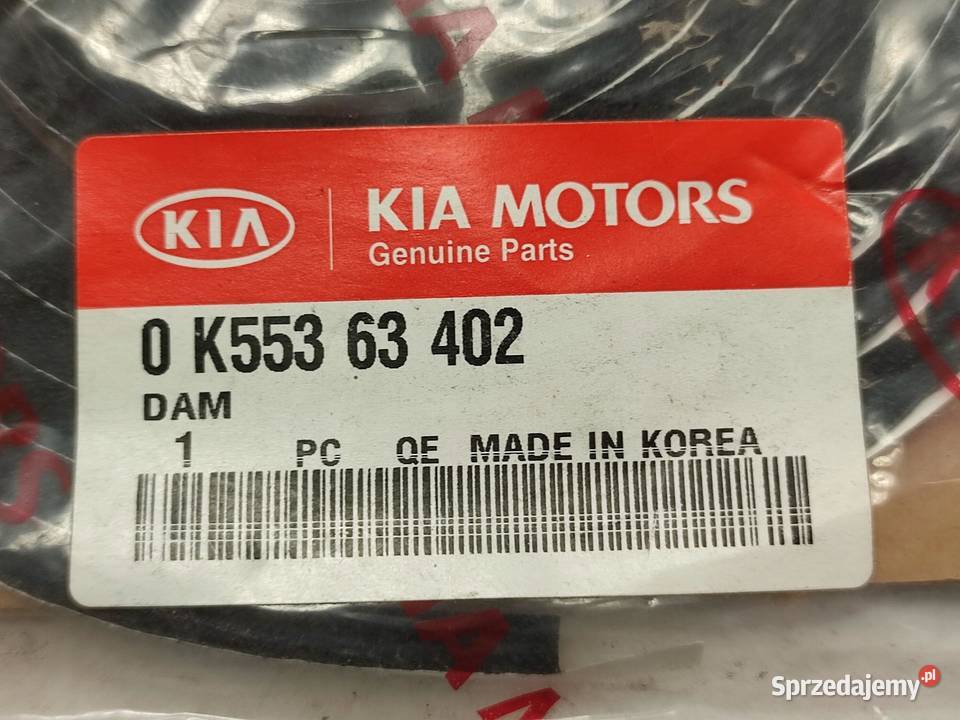 KIA
KIA MOTORS
Genuine Parts
0 K553 63 402
DAM
1 PC QE MADE IN KOREA
Sprzedajemy.pl